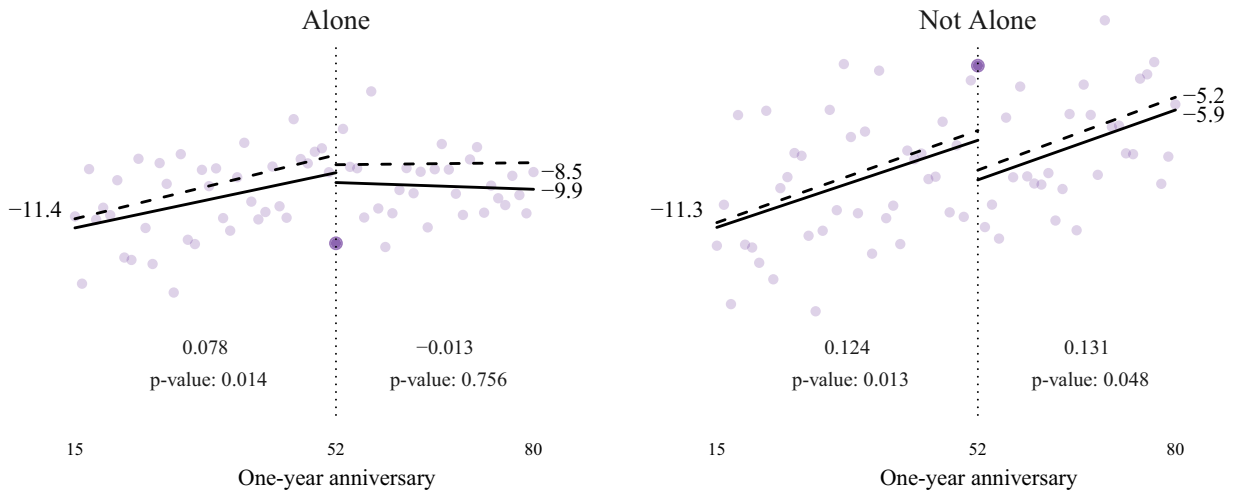 Alone
−11.4
−8.5
−9.9
0.078
−0.013
p-value: 0.014
p-value: 0.756
15
52
80
One-year anniversary
Not Alone
−11.3
−5.2
−5.9
0.124
0.131
p-value: 0.013
p-value: 0.048
15
52
80
One-year anniversary